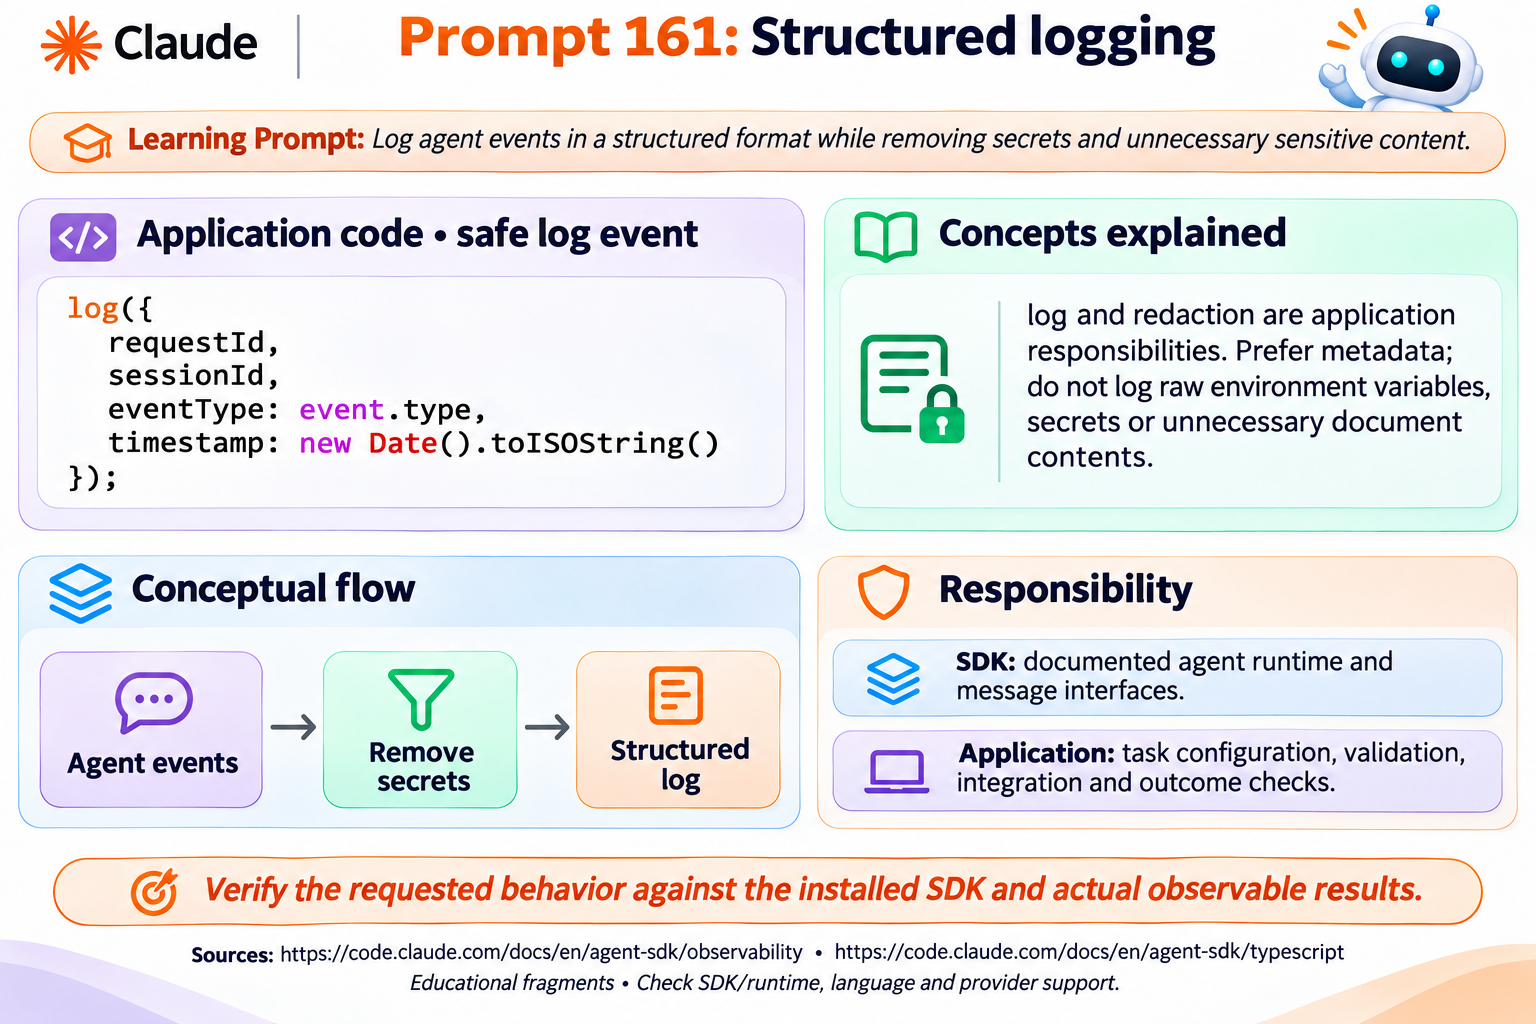 Claude
Prompt 161: Structured logging
Learning Prompt: Log agent events in a structured format while removing secrets and unnecessary sensitive content.
</> Application code • safe log event
log({
  requestId,
  sessionId,
  eventType: event.type,
  timestamp: new Date().toISOString()
});
Concepts explained
log and redaction are application
responsibilities. Prefer metadata;
do not log raw environment variables,
secrets or unnecessary document
contents.
Conceptual flow
Agent events
Remove
secrets
Structured
log
Responsibility
SDK: documented agent runtime and
message interfaces.
Application: task configuration, validation,
integration and outcome checks.
Verify the requested behavior against the installed SDK and actual observable results.
Sources: https://code.claude.com/docs/en/agent-sdk/observability • https://code.claude.com/docs/en/agent-sdk/typescript
Educational fragments • Check SDK/runtime, language and provider support.